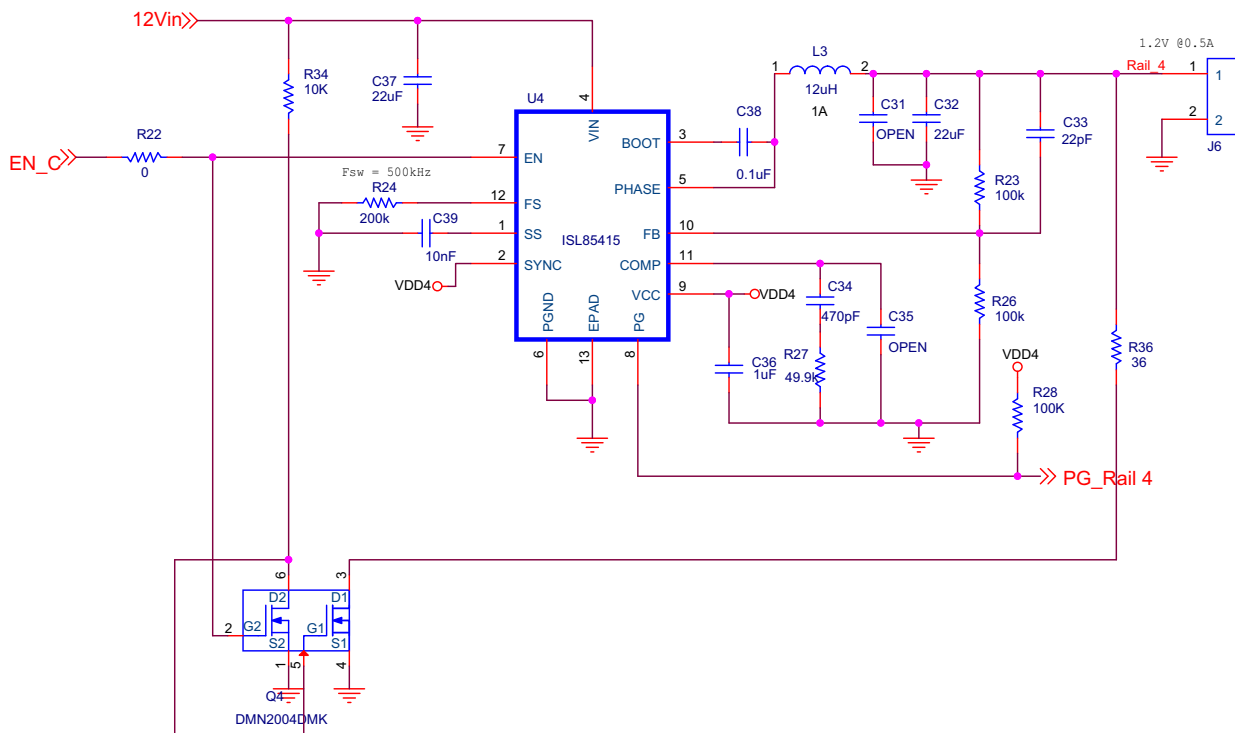 12Vin
1.2V @0.5A
Rail_4
R34
10K
C37
22uF
U4
4
VIN
1
L3
2
12uH
1A
C31
OPEN
C32
22uF
C33
22pF
1
1
2
2
J6
R22
0
EN_C
7
EN
Fsw = 500kHz
R24
200k
12
FS
C39
10nF
1
SS
2
SYNC
VDD4
ISL85415
BOOT
3
C38
0.1uF
PHASE
5
FB
10
COMP
11
VCC
9
VDD4
PGND
EPAD
PG
6
13
8
R23
100k
R26
100k
C34
470pF
C35
OPEN
C36
1uF
R27
49.9k
R36
36
VDD4
R28
100K
PG_Rail 4
6
3
D2
D1
2
G2
G1
S2
S1
1
5
4
Q4
DMN2004DMK